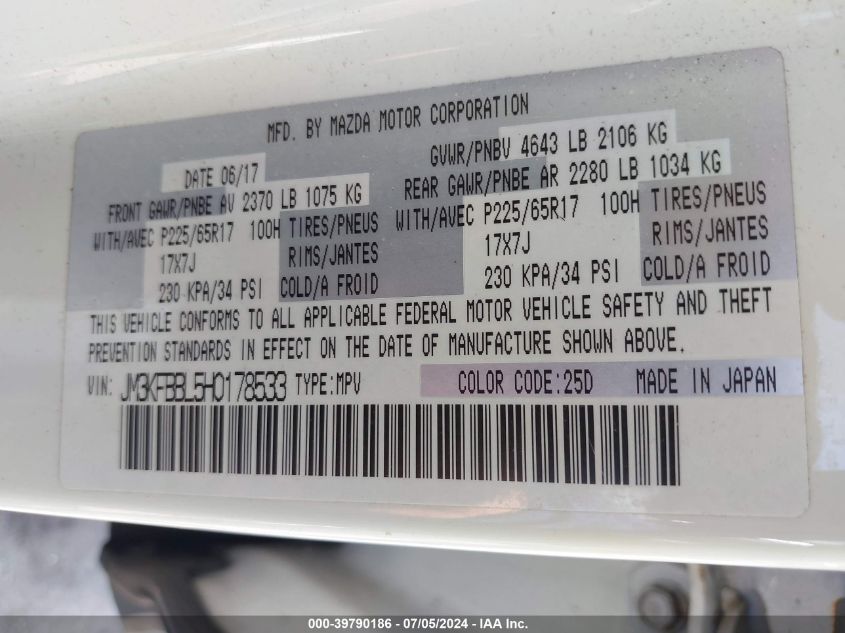 MFD. BY MAZDA MOTOR CORPORATION
DATE 06/17 GVWR/PNBV 4643 LB 2106 KG
FRONT GAWR/PNBE AV 2370 LB 1075 KG REAR GAWR/PNBE AR 2280 LB 1034 KG
WITH/AVEC P225/65R17 100H TIRES/PNEUS WITH/AVEC P225/65R17 100H TIRES/PNEUS
17X7J RIMS/JANTES 17X7J RIMS/JANTES
230 KPA/34 PSI COLD/A FROID 230 KPA/34 PSI COLD/A FROID
THIS VEHICLE CONFORMS TO ALL APPLICABLE FEDERAL MOTOR VEHICLE SAFETY AND THEFT
PREVENTION STANDARDS IN EFFECT ON THE DATE OF MANUFACTURE SHOWN ABOVE.
VIN: JM3KFBBL5H0178533 TYPE:MPV COLOR CODE:25D MADE IN JAPAN
000-39790186 - 07/05/2024 - IAA Inc.